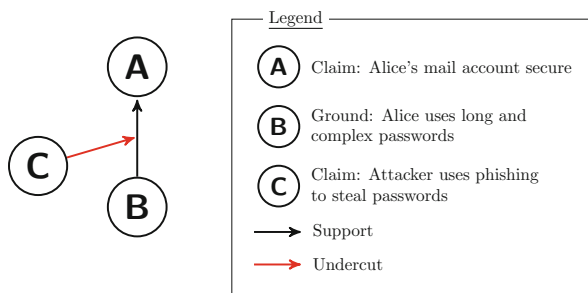 A
C
B
Legend
A Claim: Alice's mail account secure
B Ground: Alice uses long and
complex passwords
C Claim: Attacker uses phishing
to steal passwords
Support
Undercut